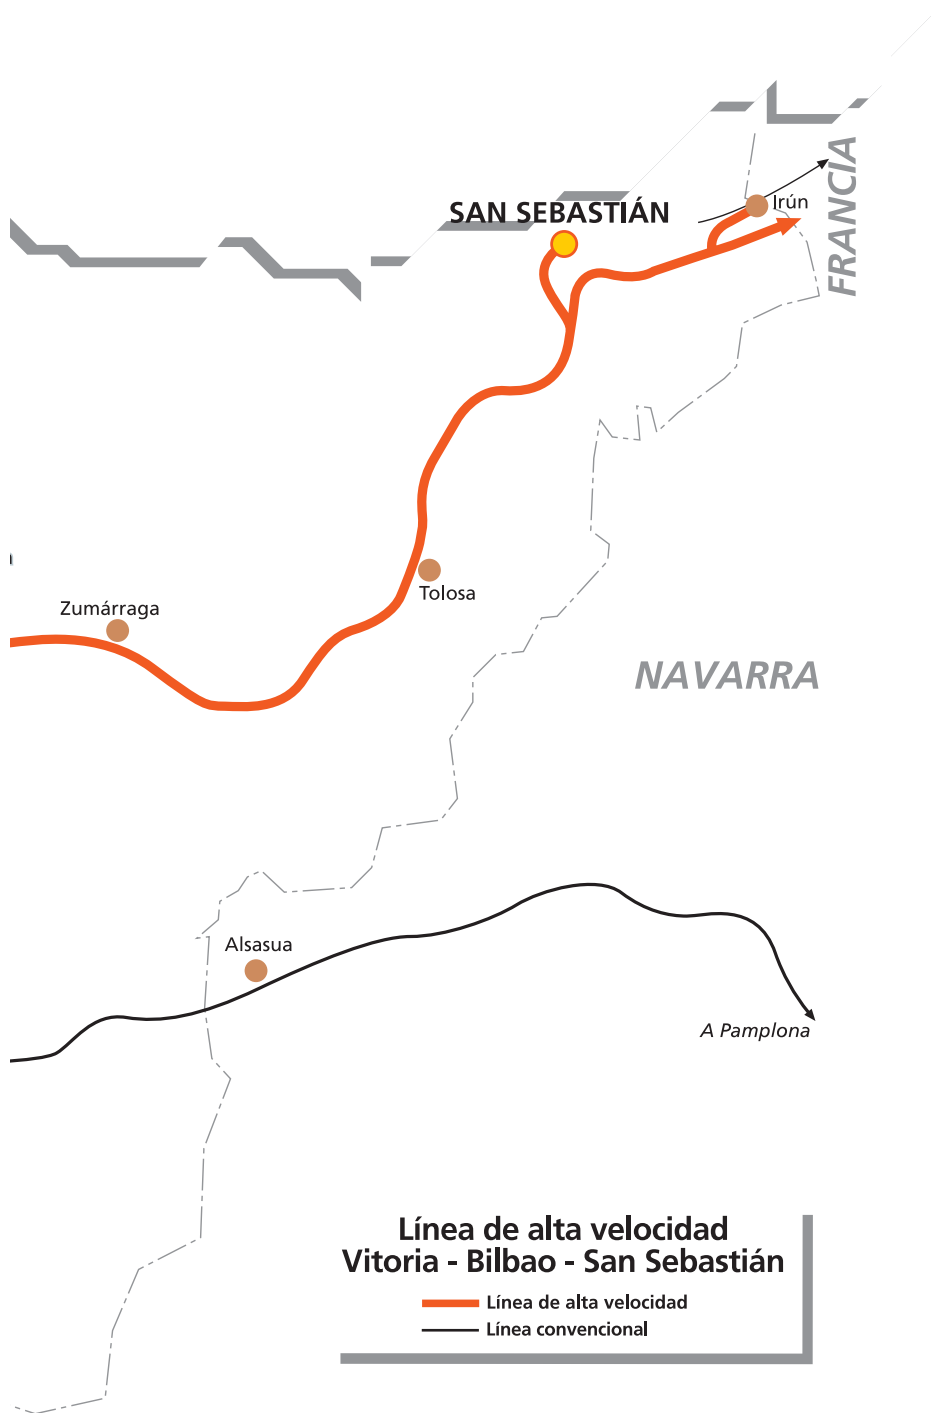 FRANCIA
Irún
SAN SEBASTIÁN
Tolosa
Zumárraga
NAVARRA
Alsasua
A Pamplona
Línea de alta velocidad
Vitoria - Bilbao - San Sebastián
Línea de alta velocidad
Línea convencional